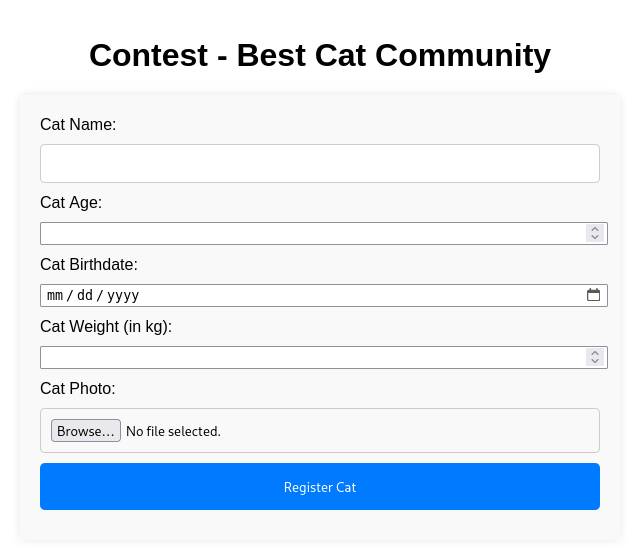 Contest - Best Cat Community
Cat Name:
Cat Age:
Cat Birthdate:
mm / dd / yyyy
Cat Weight (in kg):
Cat Photo:
Browse... No file selected.
Register Cat